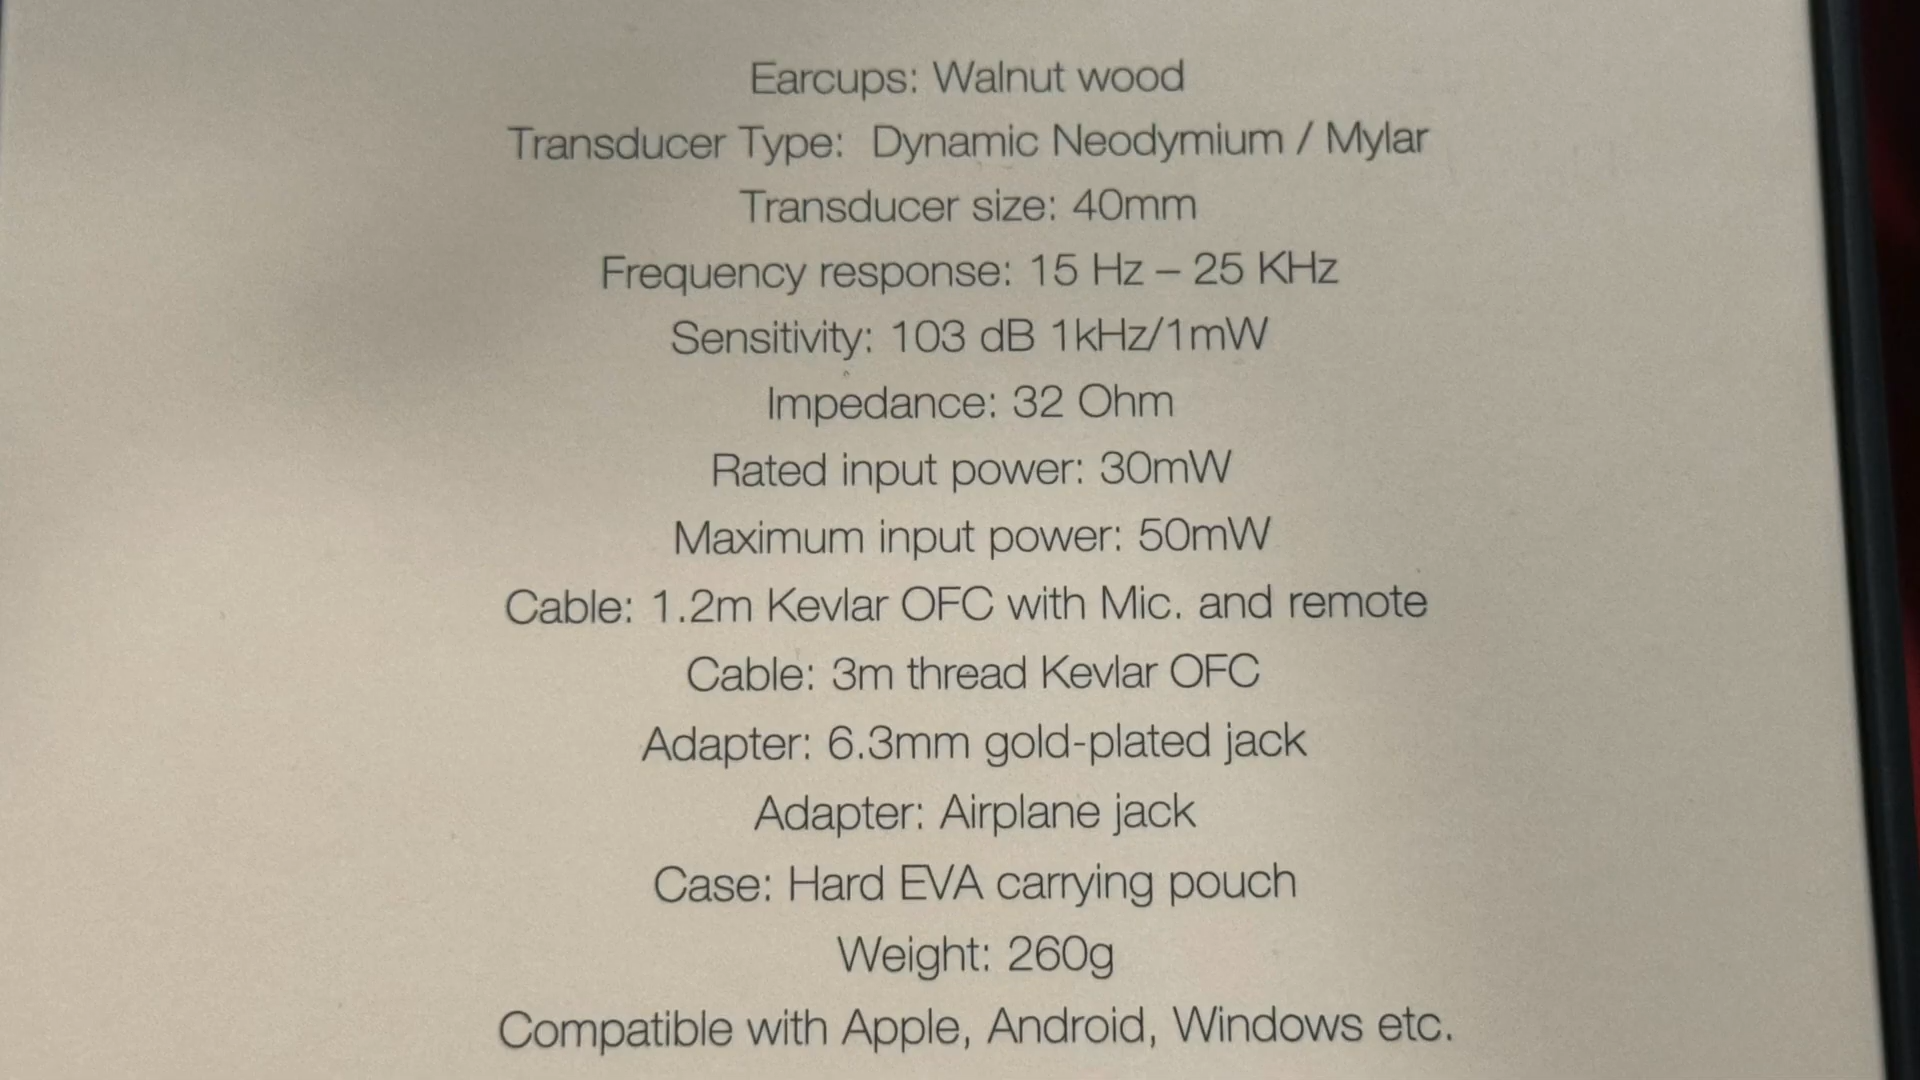 Earcups: Walnut wood
Transducer Type: Dynamic Neodymium / Mylar
Transducer size: 40mm
Frequency response: 15 Hz – 25 KHz
Sensitivity: 103 dB 1kHz/1mW
Impedance: 32 Ohm
Rated input power: 30mW
Maximum input power: 50mW
Cable: 1.2m Kevlar OFC with Mic. and remote
Cable: 3m thread Kevlar OFC
Adapter: 6.3mm gold-plated jack
Adapter: Airplane jack
Case: Hard EVA carrying pouch
Weight: 260g
Compatible with Apple, Android, Windows etc.